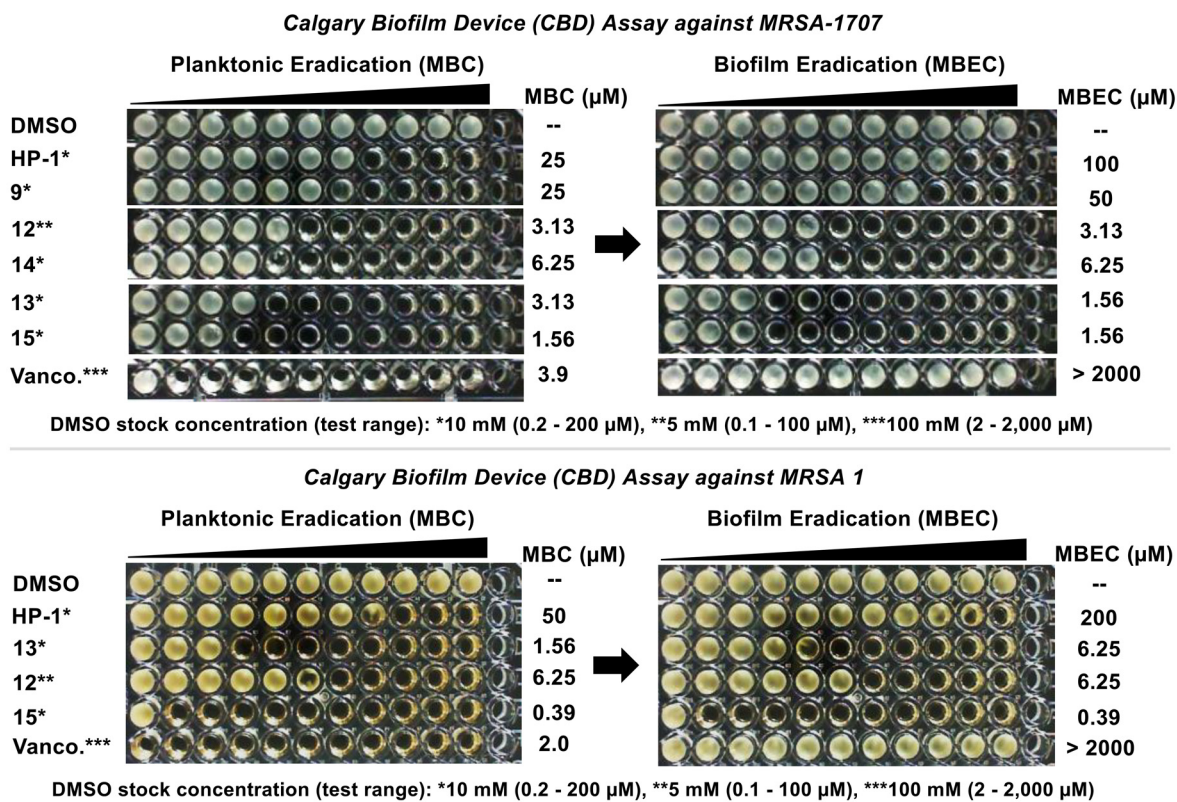 Calgary Biofilm Device (CBD) Assay against MRSA-1707
Planktonic Eradication (MBC)
MBC (µM)
Biofilm Eradication (MBEC)
MBEC (µM)
DMSO -- --
HP-1* 25 100
9* 25 50
12** 3.13 3.13
14* 6.25 6.25
13* 3.13 1.56
15* 1.56 1.56
Vanco.*** 3.9 > 2000
DMSO stock concentration (test range): *10 mM (0.2 - 200 µM), **5 mM (0.1 - 100 µM), ***100 mM (2 - 2,000 µM)
Calgary Biofilm Device (CBD) Assay against MRSA 1
Planktonic Eradication (MBC)
MBC (µM)
Biofilm Eradication (MBEC)
MBEC (µM)
DMSO -- --
HP-1* 50 200
13* 1.56 6.25
12** 6.25 6.25
15* 0.39 0.39
Vanco.*** 2.0 > 2000
DMSO stock concentration (test range): *10 mM (0.2 - 200 µM), **5 mM (0.1 - 100 µM), ***100 mM (2 - 2,000 µM)